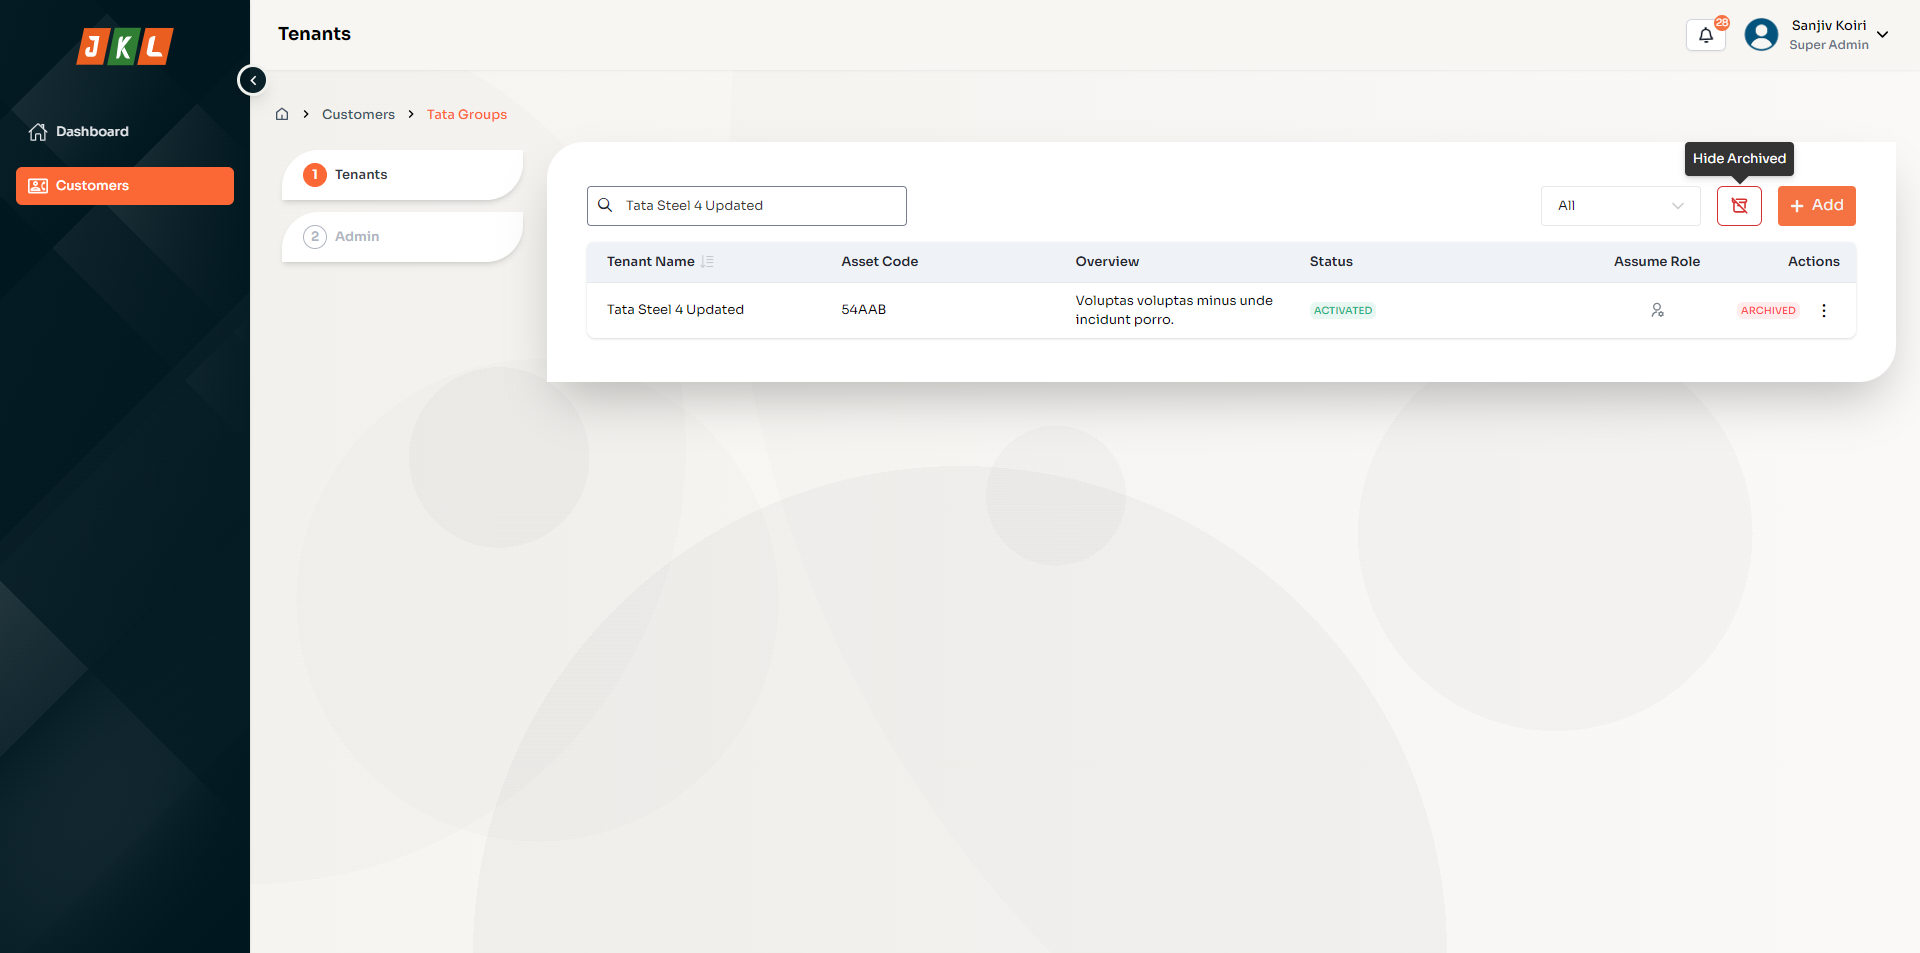 JKL
Dashboard
Customers
Tenants
28
Sanjiv Koiri
Super Admin
Customers
Tata Groups
1 Tenants
2 Admin
Hide Archived
Tata Steel 4 Updated
All
Add
Tenant Name Asset Code Overview Status Assume Role Actions
Tata Steel 4 Updated 54AAB Voluptas voluptas minus unde ACTIVATED ARCHIVED
incidunt porro.